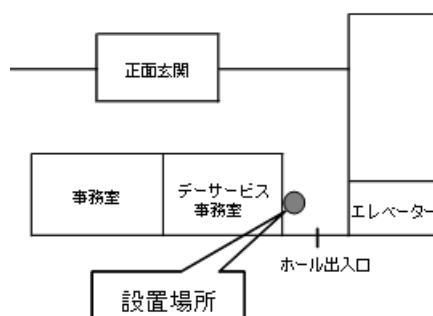 正面玄関
事務室
デーサービス
事務室
エレベーター
ホール出入口
設置場所